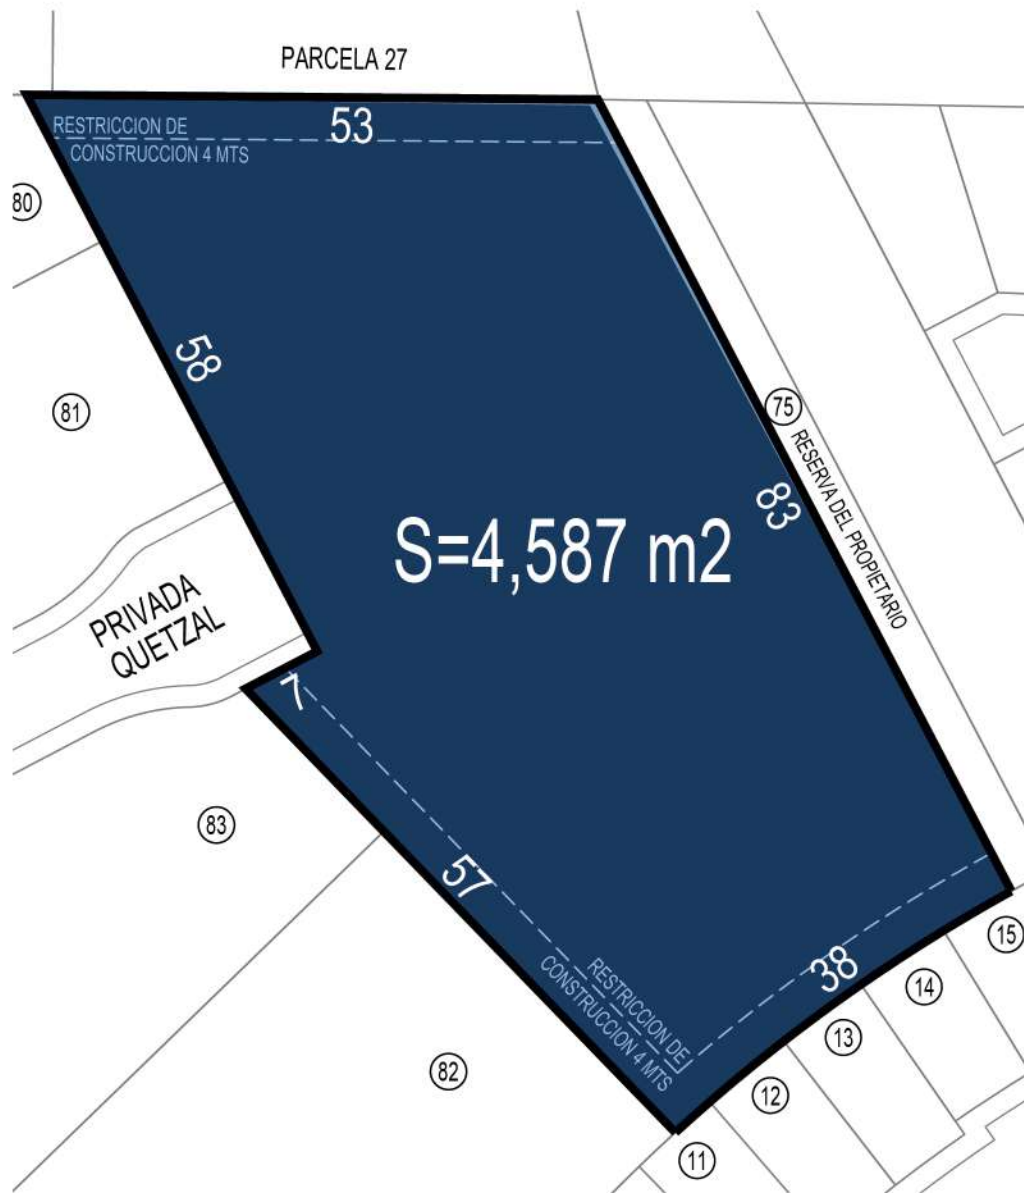 PARCELA 27
53
RESTRICCION DE
CONSTRUCCION 4 MTS
80
58
81
75
RESERVA DEL PROPIETARIO
83
S=4,587 m2
PRIVADA
QUETZAL
7
83
57
38
15
14
RESTRICCION DE
CONSTRUCCION 4 MTS
13
82
12
11